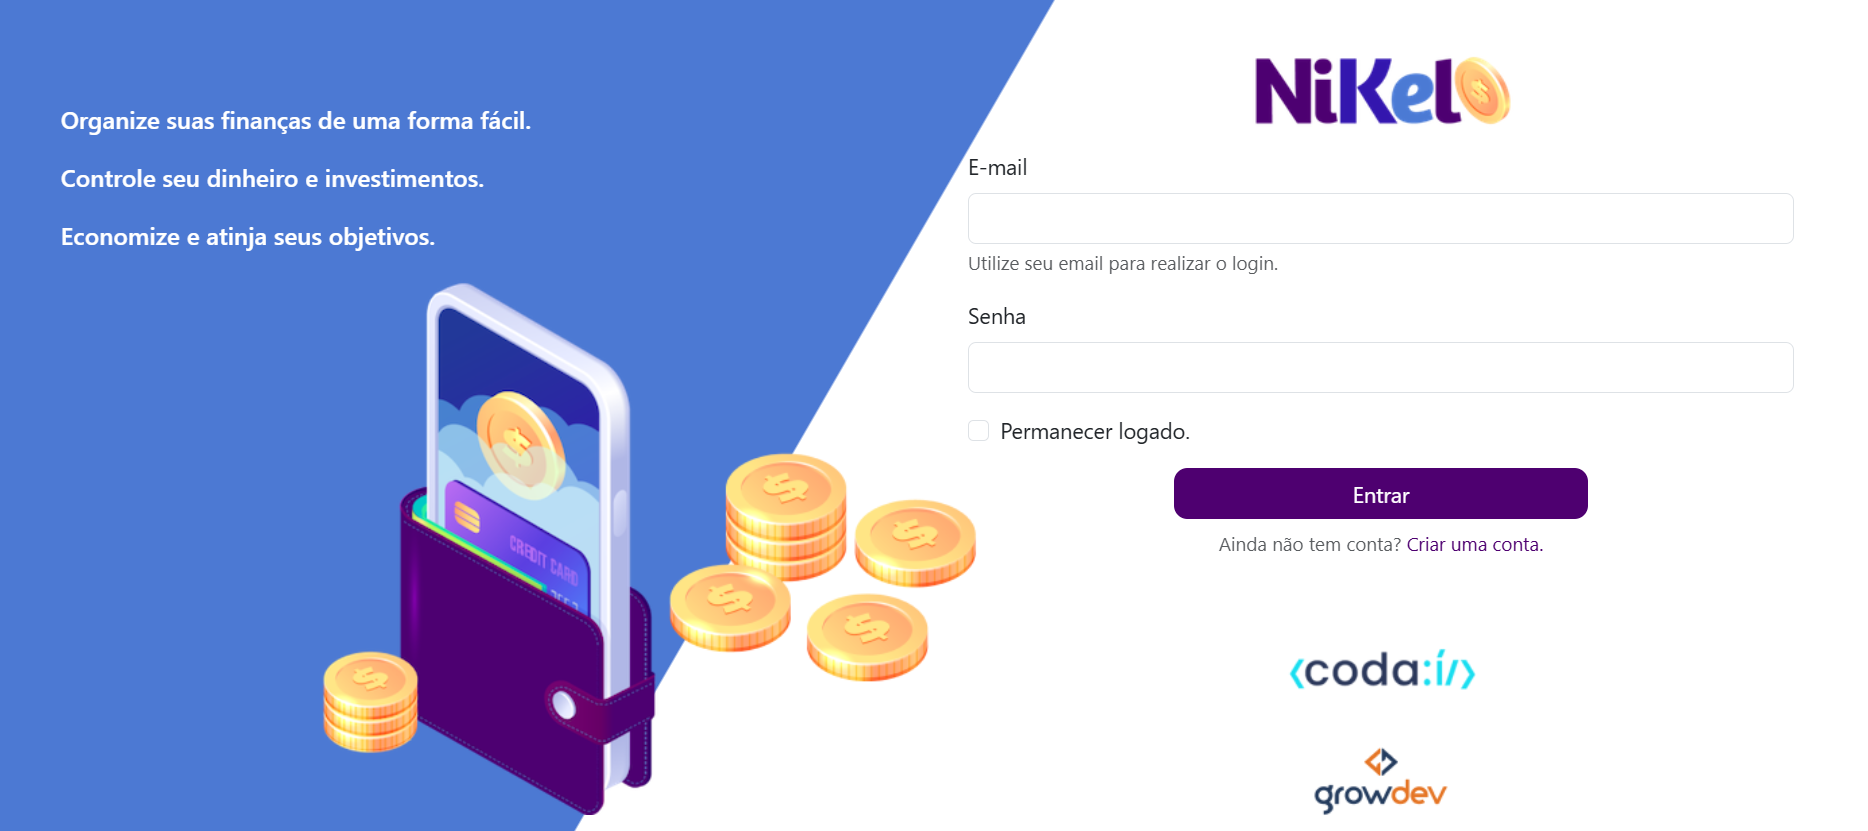 Organize suas finanças de uma forma fácil.
Controle seu dinheiro e investimentos.
Economize e atinja seus objetivos.
CREDIT CARD
NiKel
E-mail
Utilize seu email para realizar o login.
Senha
Permanecer logado.
Entrar
Ainda não tem conta? Criar uma conta.
<coda:í/>
growdev